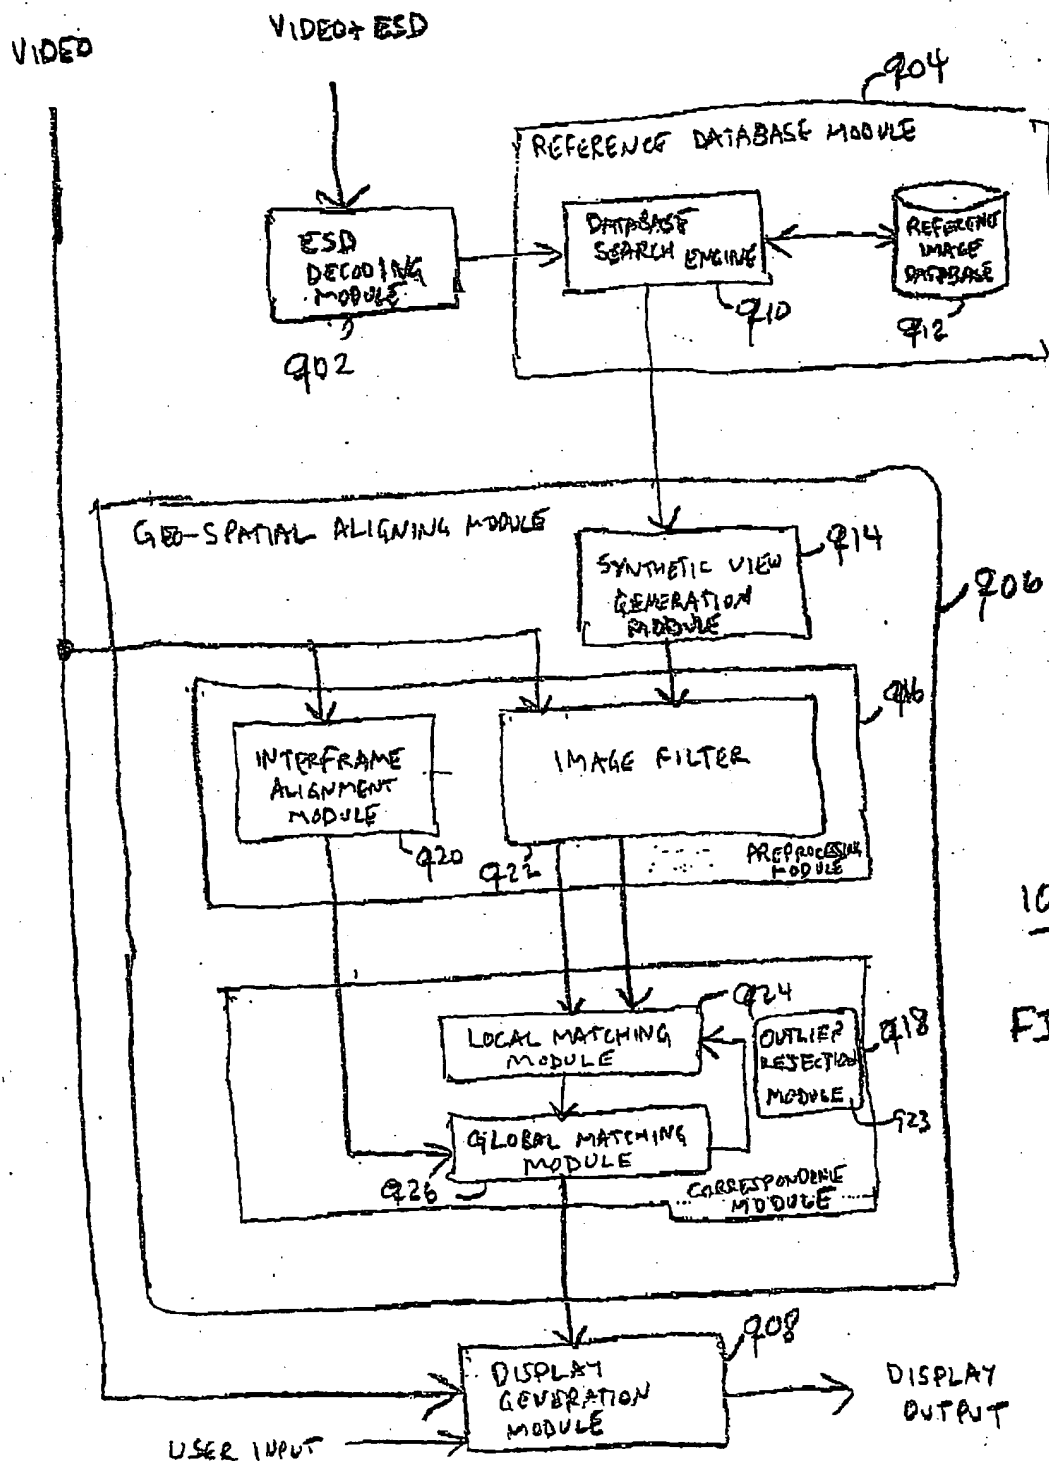 VIDEO
VIDEO+ESD
904
REFERENCE DATABASE MODULE
ESD
DECODING
MODULE
902
DATABASE
SEARCH ENGINE
910
REFERENCE
IMAGE
DATABASE
912
GEO-SPATIAL ALIGNING MODULE
SYNTHETIC VIEW
GENERATION
MODULE
914
906
916
INTERFRAME
ALIGNMENT
MODULE
920
IMAGE FILTER
922
PREPROCESSING
MODULE
10
924
LOCAL MATCHING
MODULE
OUTLIER
REJECTION
MODULE
918
923
GLOBAL MATCHING
MODULE
926
CORRESPONDENCE
MODULE
908
DISPLAY
GENERATION
MODULE
DISPLAY
OUTPUT
USER INPUT